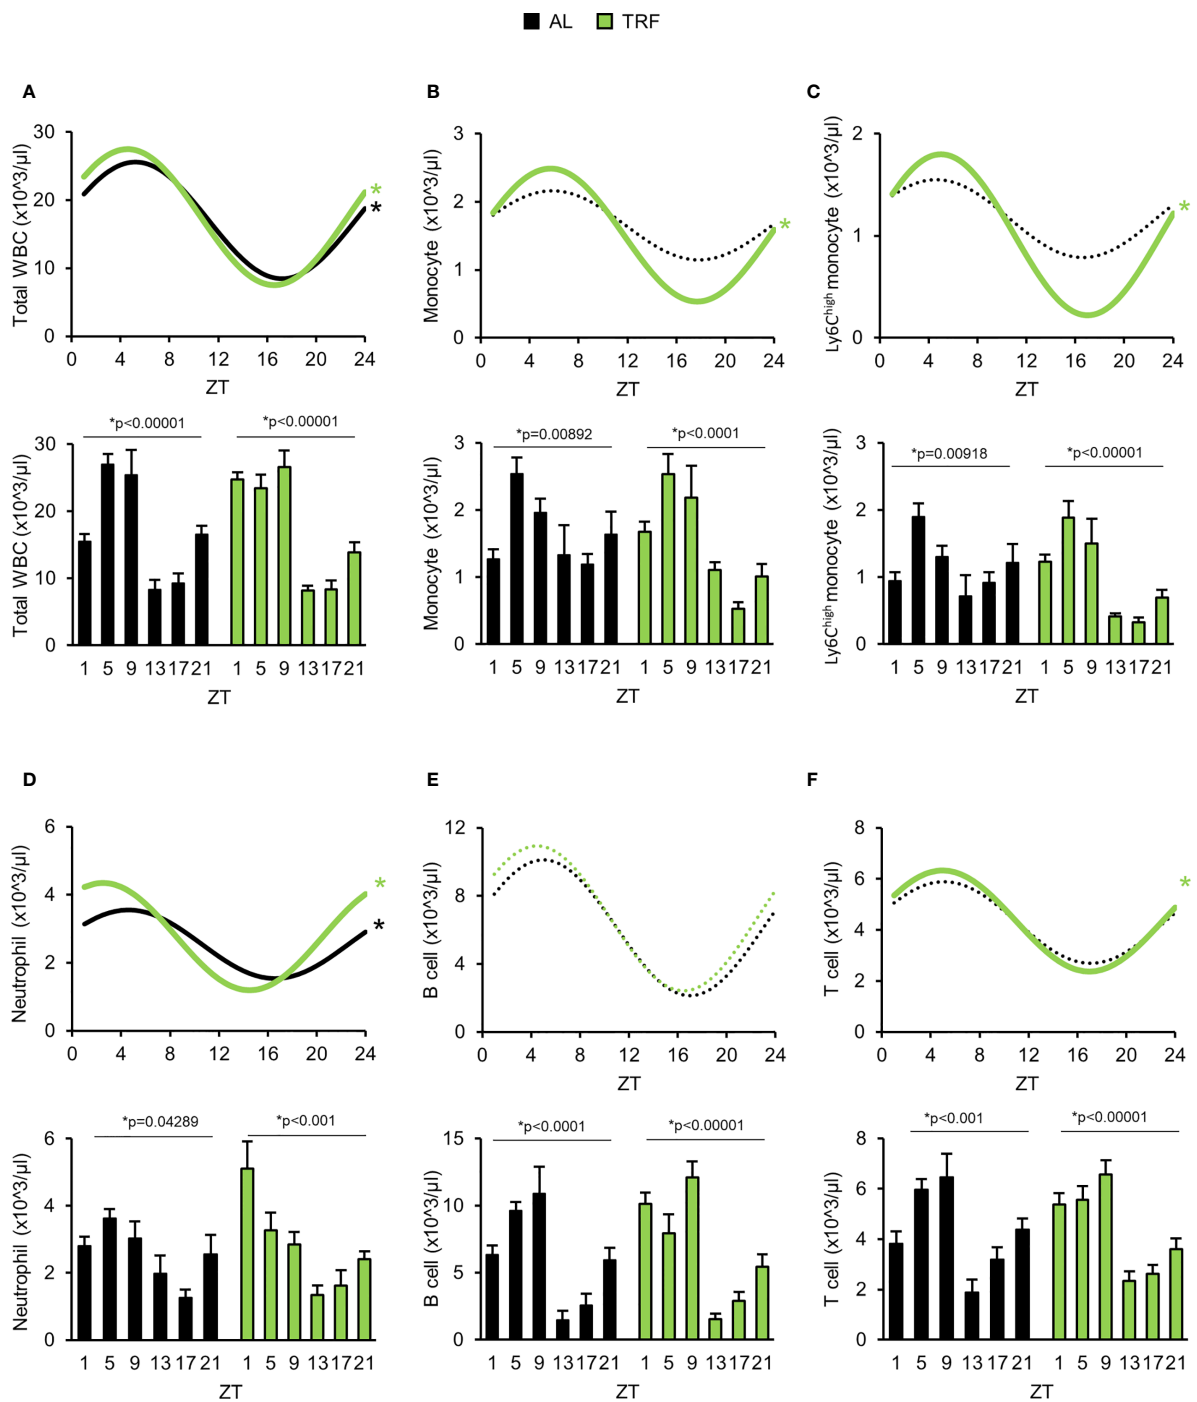 AL TRF
A
Total WBC (x10^3/µl)
30
20
10
0
0 4 8 12 16 20 24
ZT
*
*
B
Monocyte (x10^3/µl)
3
2
1
0
0 4 8 12 16 20 24
ZT
*
C
Ly6Chigh monocyte (x10^3/µl)
2
1
0
0 4 8 12 16 20 24
ZT
*
*p<0.00001 *p<0.00001
Total WBC (x10^3/µl)
30
20
10
0
1 5 9 13 17 21 1 5 9 13 17 21
ZT
*p=0.00892 *p<0.0001
Monocyte (x10^3/µl)
3
2
1
0
1 5 9 13 17 21 1 5 9 13 17 21
ZT
*p=0.00918 *p<0.00001
Ly6Chigh monocyte (x10^3/µl)
3
2
1
0
1 5 9 13 17 21 1 5 9 13 17 21
ZT
D
Neutrophil (x10^3/µl)
6
4
2
0
0 4 8 12 16 20 24
ZT
*
*
E
B cell (x10^3/µl)
12
8
4
0
0 4 8 12 16 20 24
ZT
F
T cell (x10^3/µl)
8
6
4
2
0
0 4 8 12 16 20 24
ZT
*
*p=0.04289 *p<0.001
Neutrophil (x10^3/µl)
6
4
2
0
1 5 9 13 17 21 1 5 9 13 17 21
ZT
*p<0.0001 *p<0.00001
B cell (x10^3/µl)
15
10
5
0
1 5 9 13 17 21 1 5 9 13 17 21
ZT
*p<0.001 *p<0.00001
T cell (x10^3/µl)
8
6
4
2
0
1 5 9 13 17 21 1 5 9 13 17 21
ZT